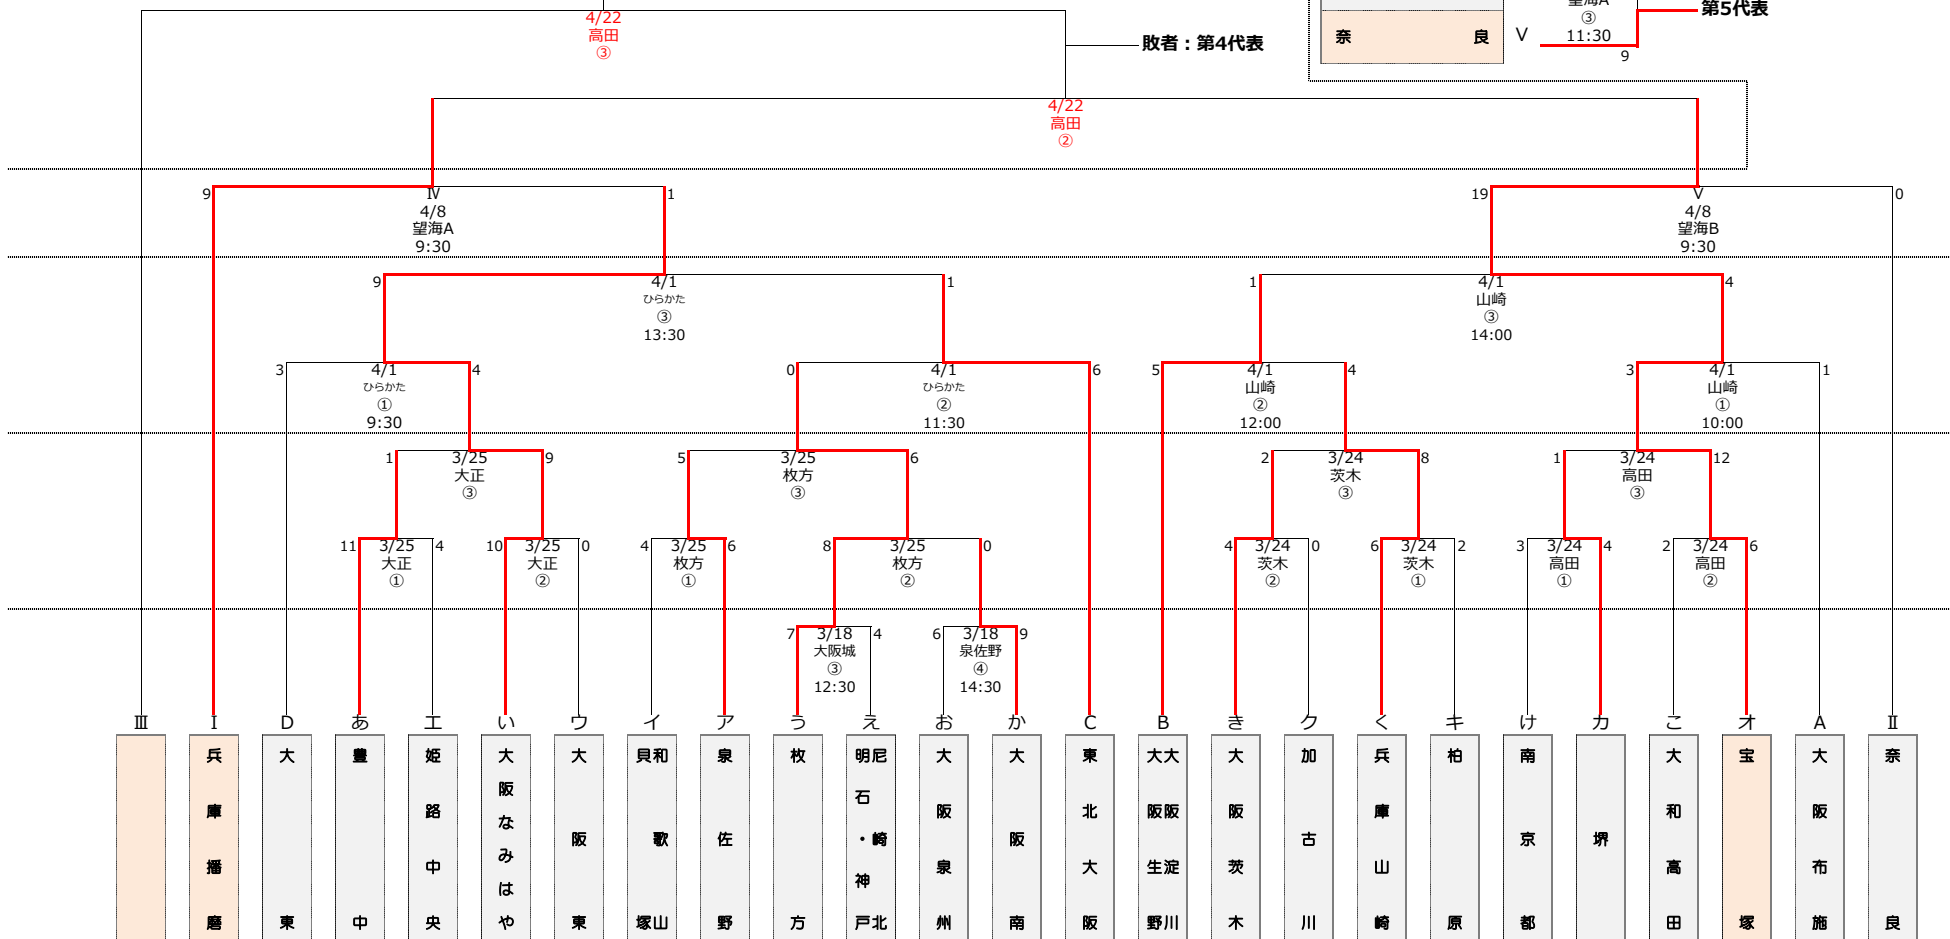 望海A
③
11:30
第5代表
奈良
Ⅴ
9
4/22
高田
③
敗者：第4代表
4/22
高田
②
9
Ⅳ
4/8
望海A
9:30
1
19
Ⅴ
4/8
望海B
9:30
0
9
4/1
ひらかた
③
13:30
1
1
4/1
山崎
③
14:00
4
3
4/1
ひらかた
①
9:30
4
0
4/1
ひらかた
②
11:30
6
5
4/1
山崎
②
12:00
4
3
4/1
山崎
①
10:00
1
1
3/25
大正
③
9
5
3/25
枚方
③
6
2
3/24
茨木
③
8
1
3/24
高田
③
12
11
3/25
大正
①
4
10
3/25
大正
②
0
4
3/25
枚方
①
6
8
3/25
枚方
②
0
4
3/24
茨木
②
0
6
3/24
茨木
①
2
3
3/24
高田
①
4
2
3/24
高田
②
6
7
3/18
大阪城
③
12:30
4
6
3/18
泉佐野
④
14:30
9
Ⅲ Ⅰ D あ エ い ウ イ ア う え お か C B き ク く キ け カ こ オ A Ⅱ
兵庫播磨
大東
豊中
姫路中央
大阪なみはや
大阪東
和歌山
貝塚
泉佐野
枚方
尼崎北
明石・神戸
大阪泉州
大阪南
東北大阪
大阪淀川
大阪生野
大阪茨木
加古川
兵庫山崎
柏原
南京都
堺
大和高田
宝塚
大阪布施
奈良